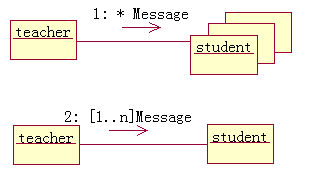 1: * Message
teacher
student
2: [1..n]Message
teacher
student